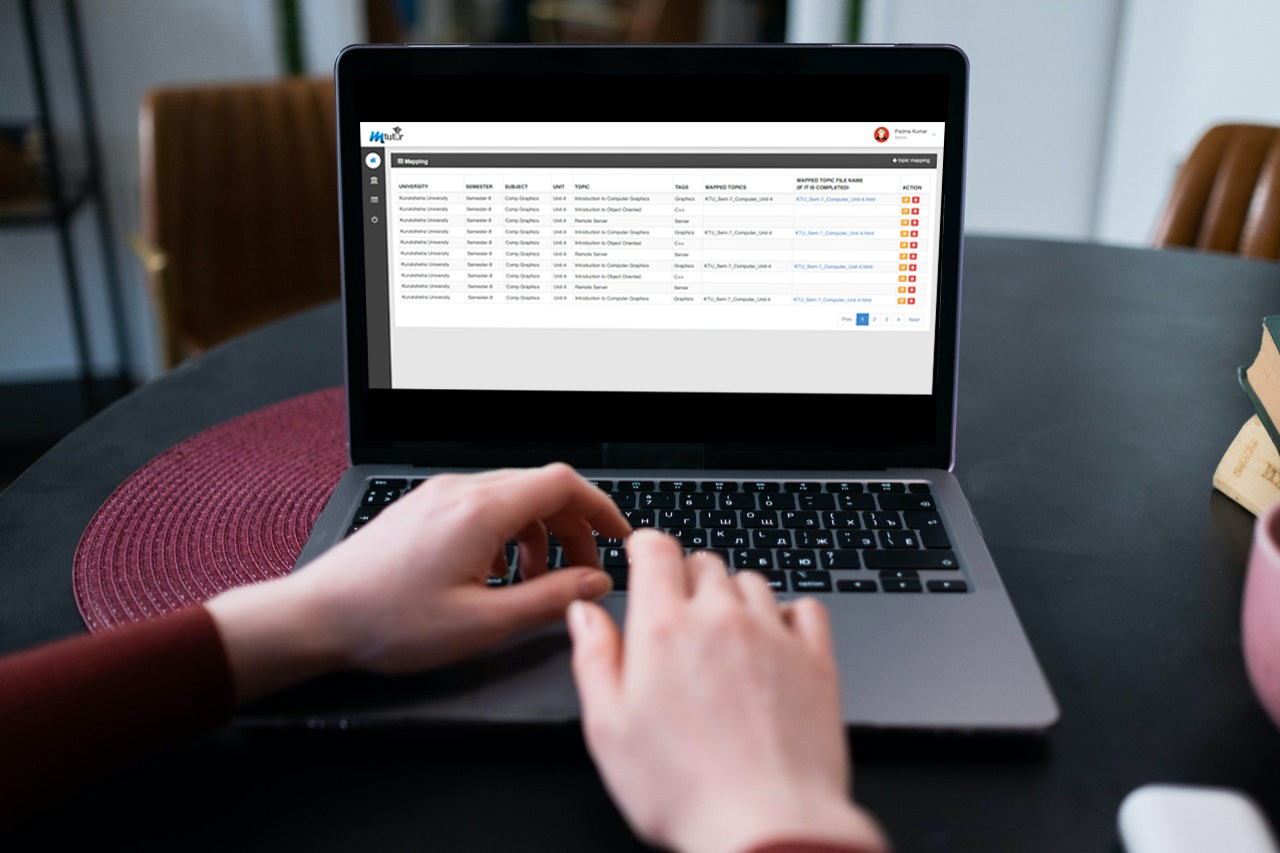 Mtutor
Padma Kumar
Admin
Mapping
topic mapping
UNIVERSITY SEMESTER SUBJECT UNIT TOPIC TAGS MAPPED TOPICS MAPPED TOPIC FILE NAME (IF IT IS COMPLETED) ACTION
Kurukshetra University Semester-8 Comp Graphics Unit-4 Introduction to Computer Graphics Graphics KTU_Sem-7_Computer_Unit-4 KTU_Sem-7_Computer_Unit-4.html
Kurukshetra University Semester-8 Comp Graphics Unit-4 Introduction to Object Oriented C++
Kurukshetra University Semester-8 Comp Graphics Unit-4 Remote Server Server
Kurukshetra University Semester-8 Comp Graphics Unit-4 Introduction to Computer Graphics Graphics KTU_Sem-7_Computer_Unit-4 KTU_Sem-7_Computer_Unit-4.html
Kurukshetra University Semester-8 Comp Graphics Unit-4 Introduction to Object Oriented C++
Kurukshetra University Semester-8 Comp Graphics Unit-4 Remote Server Server
Kurukshetra University Semester-8 Comp Graphics Unit-4 Introduction to Computer Graphics Graphics KTU_Sem-7_Computer_Unit-4 KTU_Sem-7_Computer_Unit-4.html
Kurukshetra University Semester-8 Comp Graphics Unit-4 Introduction to Object Oriented C++
Kurukshetra University Semester-8 Comp Graphics Unit-4 Remote Server Server
Kurukshetra University Semester-8 Comp Graphics Unit-4 Introduction to Computer Graphics Graphics KTU_Sem-7_Computer_Unit-4 KTU_Sem-7_Computer_Unit-4.html
Prev 1 2 3 4 Next
option